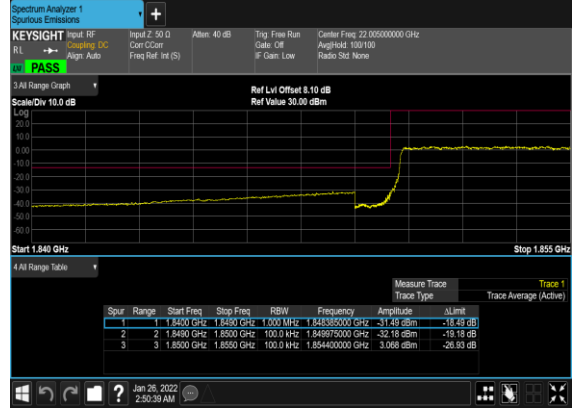 Spectrum Analyzer 1
Spurious Emissions
KEYSIGHT Input: RF
R L Coupling: DC
Align: Auto
Input Z: 50 Ω
Corr CCorr
Freq Ref: Int (S)
Atten: 40 dB
Trig: Free Run
Gate: Off
IF Gain: Low
Center Freq: 22.005000000 GHz
Avg|Hold: 100/100
Radio Std: None
PASS
3 All Range Graph
Ref Lvl Offset 8.10 dB
Scale/Div 10.0 dB Ref Value 30.00 dBm
Log
20.0
10.0
0.00
-10.0
-20.0
-30.0
-40.0
-50.0
-60.0
Start 1.840 GHz Stop 1.855 GHz
4 All Range Table
Measure Trace Trace 1
Trace Type Trace Average (Active)
Spur Range Start Freq Stop Freq RBW Frequency Amplitude ΔLimit
1 1 1.8400 GHz 1.8490 GHz 1.000 MHz 1.848385000 GHz -31.49 dBm -18.49 dB
2 2 1.8490 GHz 1.8500 GHz 100.0 kHz 1.849975000 GHz -32.18 dBm -19.18 dB
3 3 1.8500 GHz 1.8550 GHz 100.0 kHz 1.854400000 GHz 3.068 dBm -26.93 dB
Jan 26, 2022
2:50:39 AM